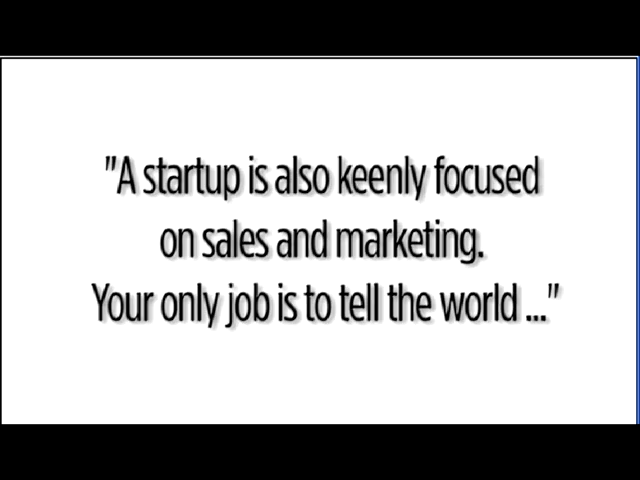 "A startup is also keenly focused
on sales and marketing.
Your only job is to tell the world ..."